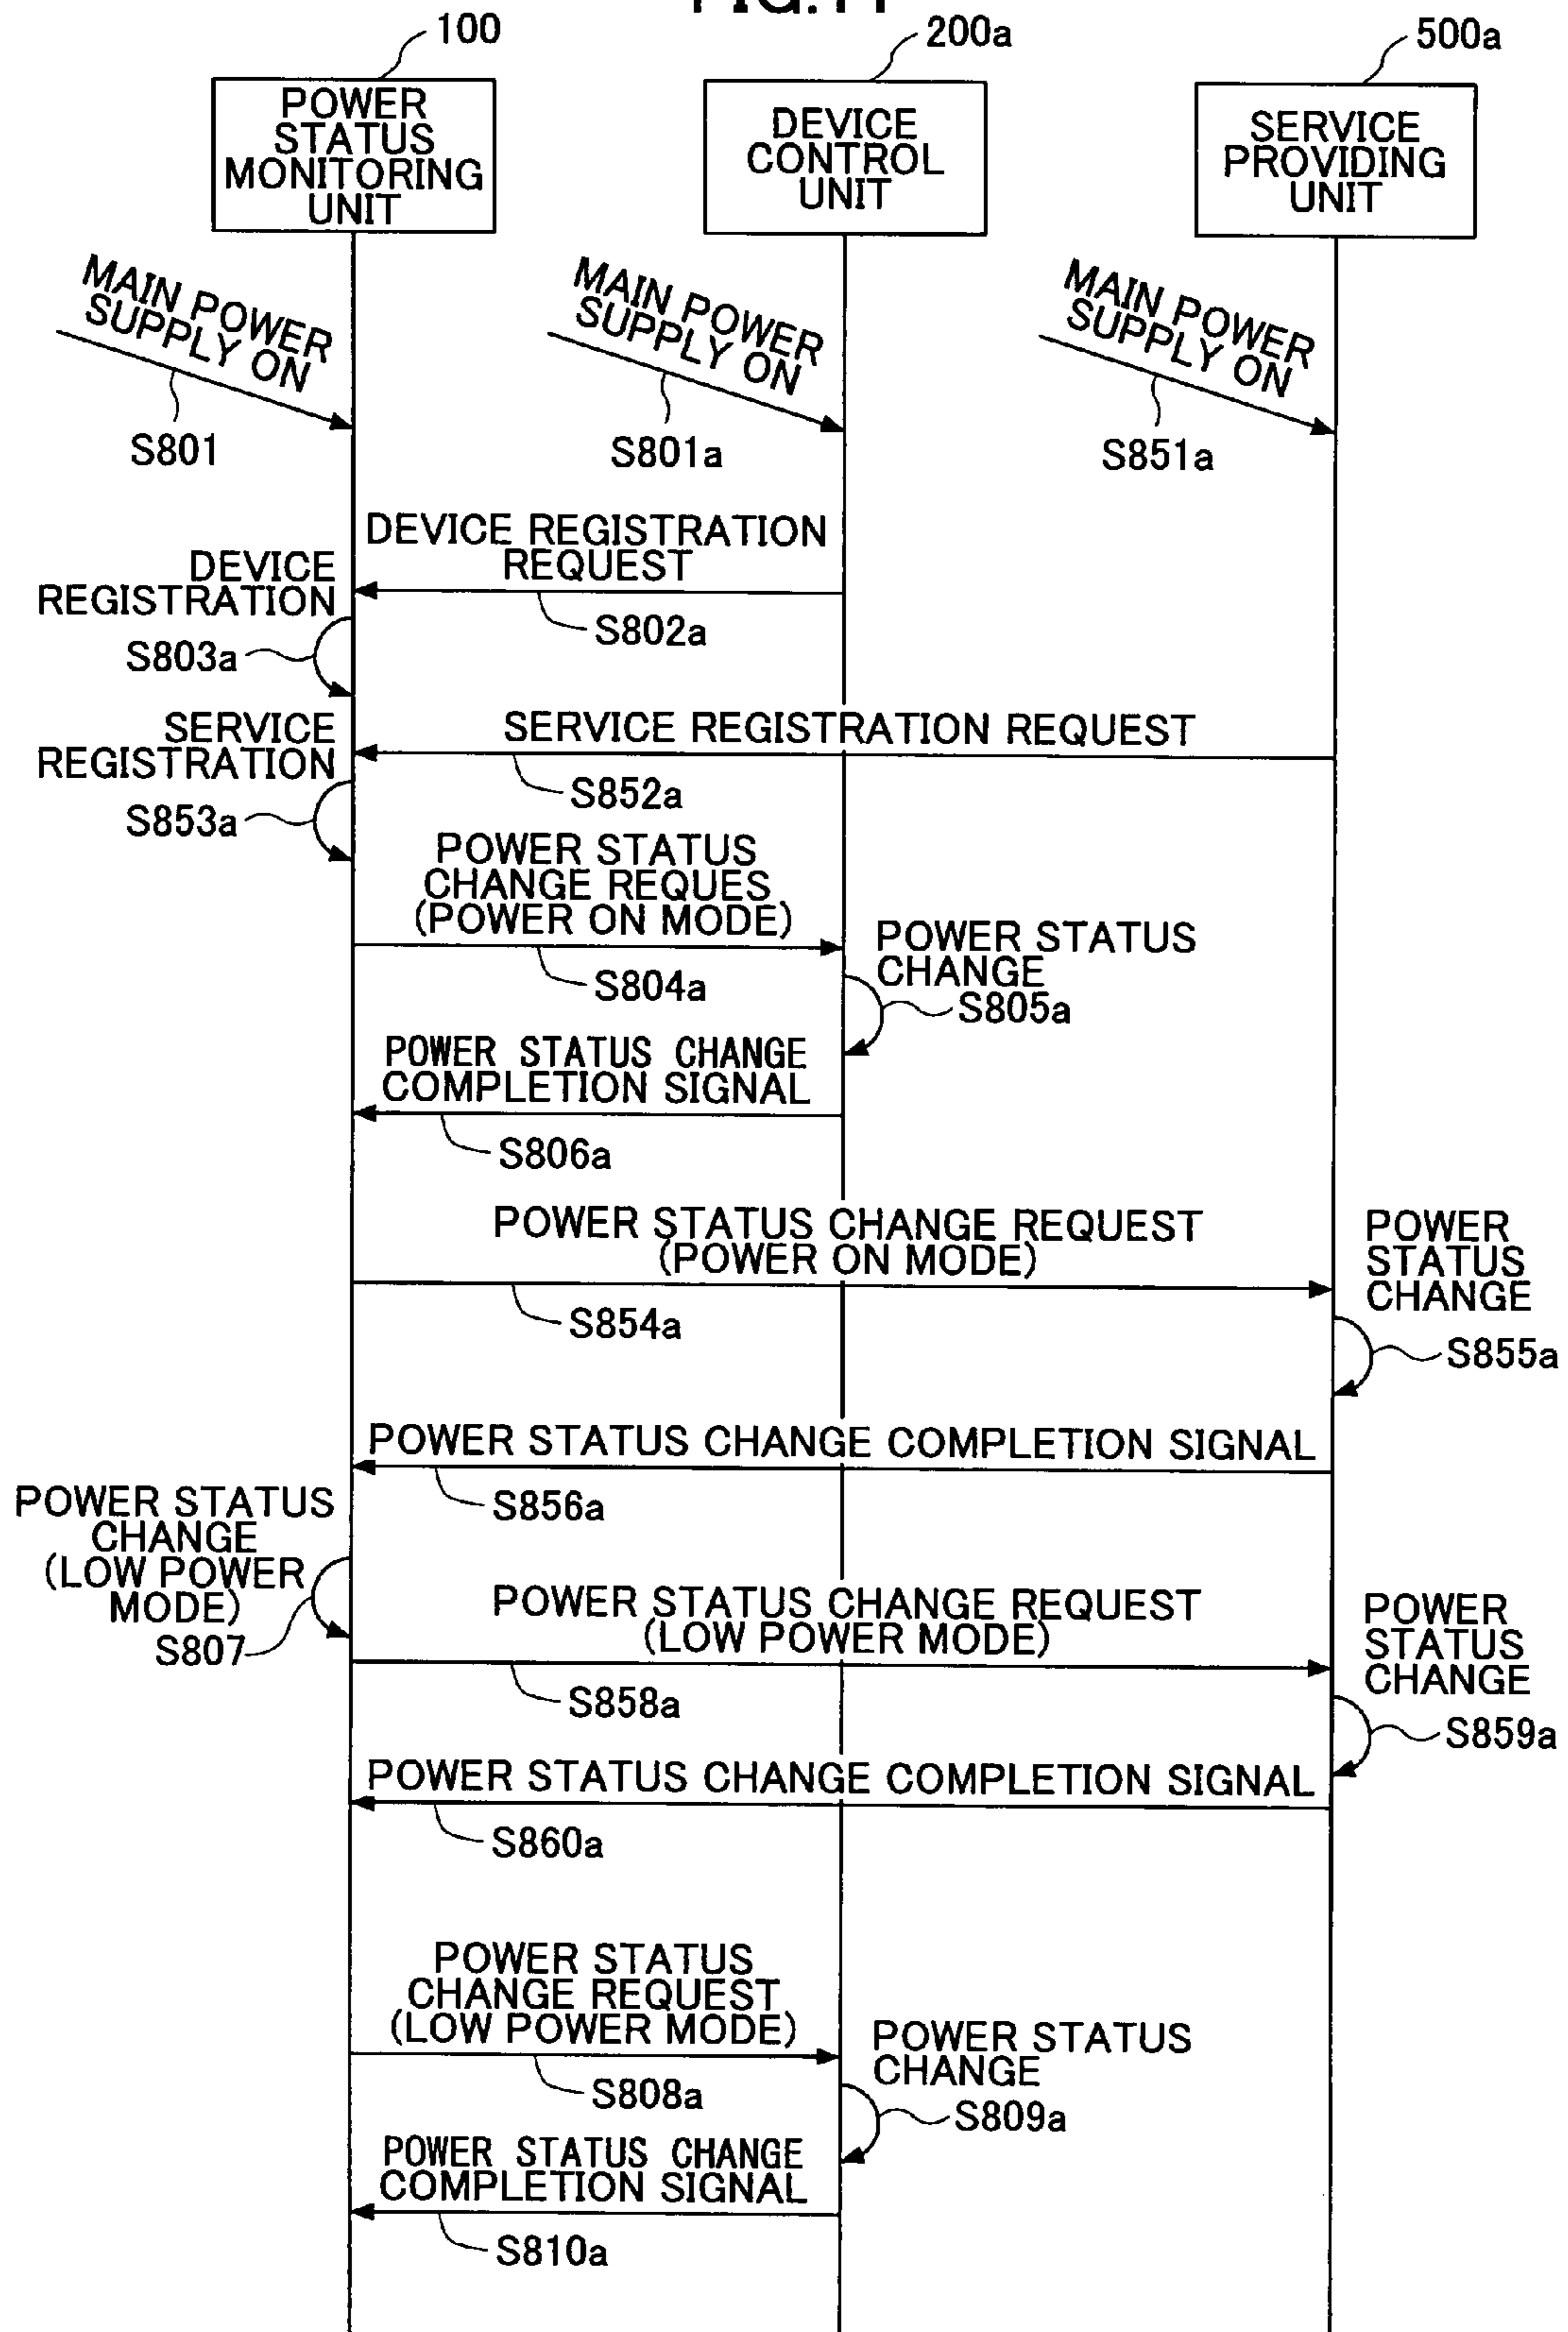 100
200a
500a
POWER
STATUS
MONITORING
UNIT
DEVICE
CONTROL
UNIT
SERVICE
PROVIDING
UNIT
MAIN POWER
SUPPLY ON
MAIN POWER
SUPPLY ON
MAIN POWER
SUPPLY ON
S801
S801a
S851a
DEVICE REGISTRATION
REQUEST
DEVICE
REGISTRATION
S802a
S803a
SERVICE REGISTRATION REQUEST
SERVICE
REGISTRATION
S852a
S853a
POWER STATUS
CHANGE REQUES
(POWER ON MODE)
POWER STATUS
CHANGE
S804a
S805a
POWER STATUS CHANGE
COMPLETION SIGNAL
S806a
POWER STATUS CHANGE REQUEST
(POWER ON MODE)
POWER
STATUS
CHANGE
S854a
S855a
POWER STATUS CHANGE COMPLETION SIGNAL
S856a
POWER STATUS
CHANGE
(LOW POWER
MODE)
S807
POWER STATUS CHANGE REQUEST
(LOW POWER MODE)
POWER
STATUS
CHANGE
S858a
S859a
POWER STATUS CHANGE COMPLETION SIGNAL
S860a
POWER STATUS
CHANGE REQUEST
(LOW POWER MODE)
POWER STATUS
CHANGE
S808a
S809a
POWER STATUS CHANGE
COMPLETION SIGNAL
S810a